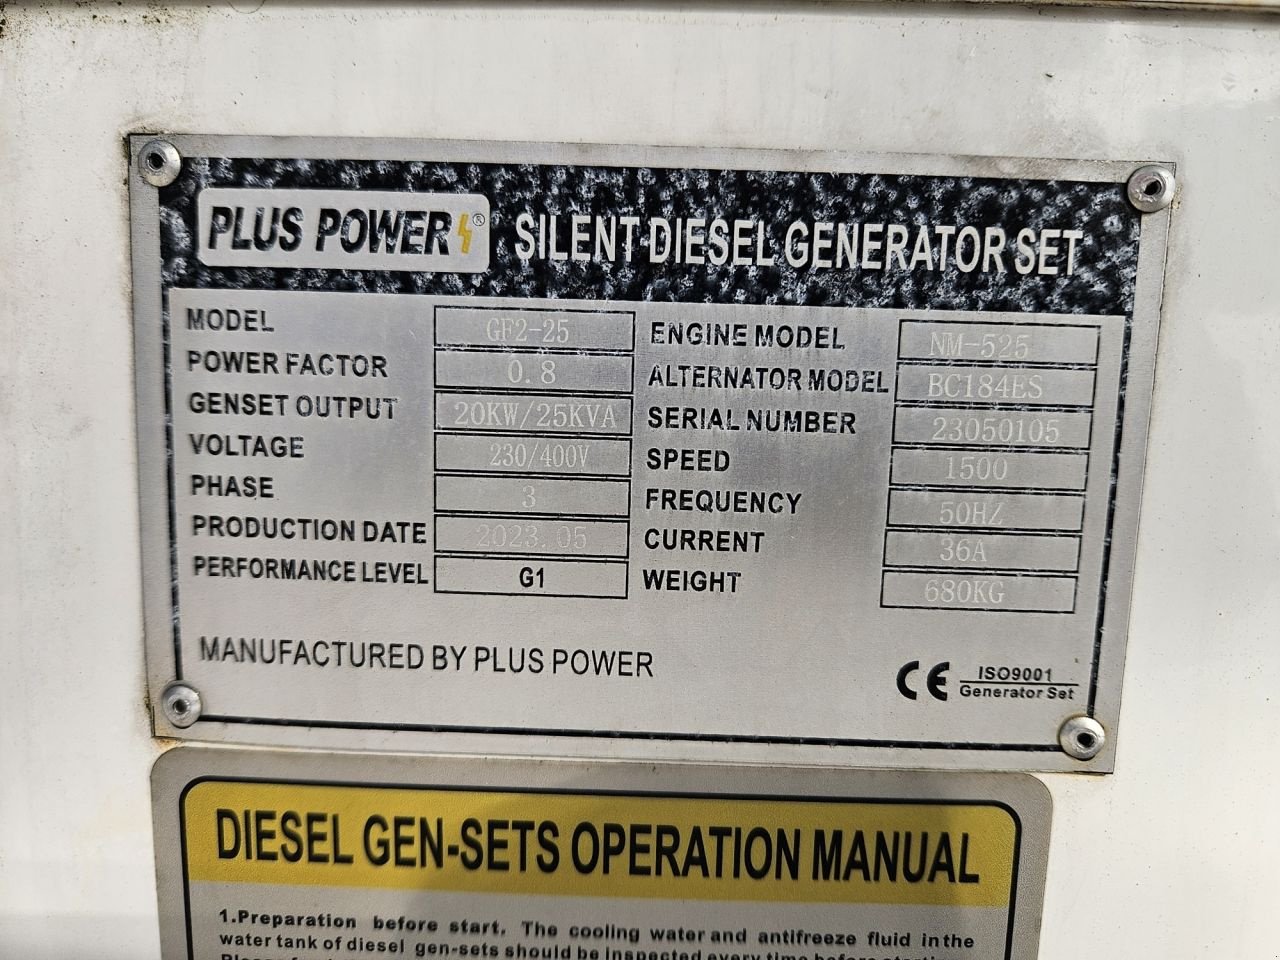 PLUS POWER® SILENT DIESEL GENERATOR SET
MODEL GF2-25 ENGINE MODEL NM-525
POWER FACTOR 0.8 ALTERNATOR MODEL BC184ES
GENSET OUTPUT 20KW/25KVA SERIAL NUMBER 23050105
VOLTAGE 230/400V SPEED 1500
PHASE 3 FREQUENCY 50HZ
PRODUCTION DATE 2023.05 CURRENT 36A
PERFORMANCE LEVEL G1 WEIGHT 680KG
MANUFACTURED BY PLUS POWER
CE ISO9001
Generator Set
DIESEL GEN-SETS OPERATION MANUAL
1.Preparation before start. The cooling water and antifreeze fluid in the
water tank of diesel gen-sets should be inspected every time before